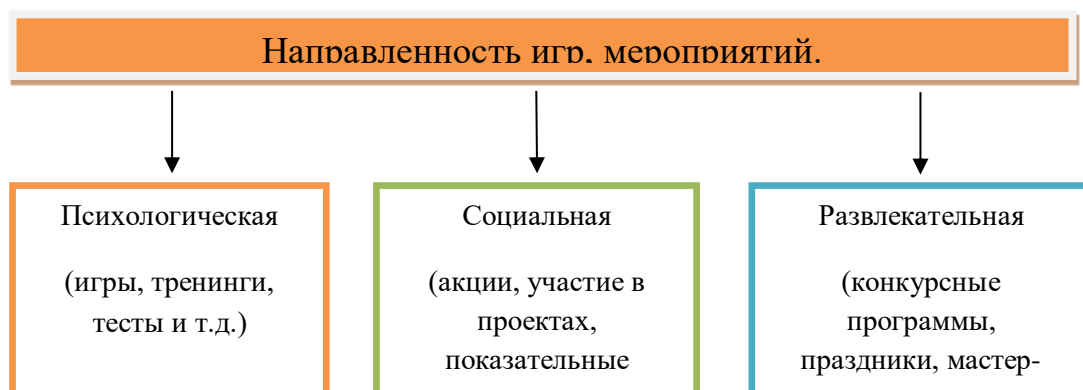 Направленность игр, мероприятий.
Психологическая
(игры, тренинги,
тесты и т.д.)
Социальная
(акции, участие в
проектах,
показательные
Развлекательная
(конкурсные
программы,
праздники, мастер-